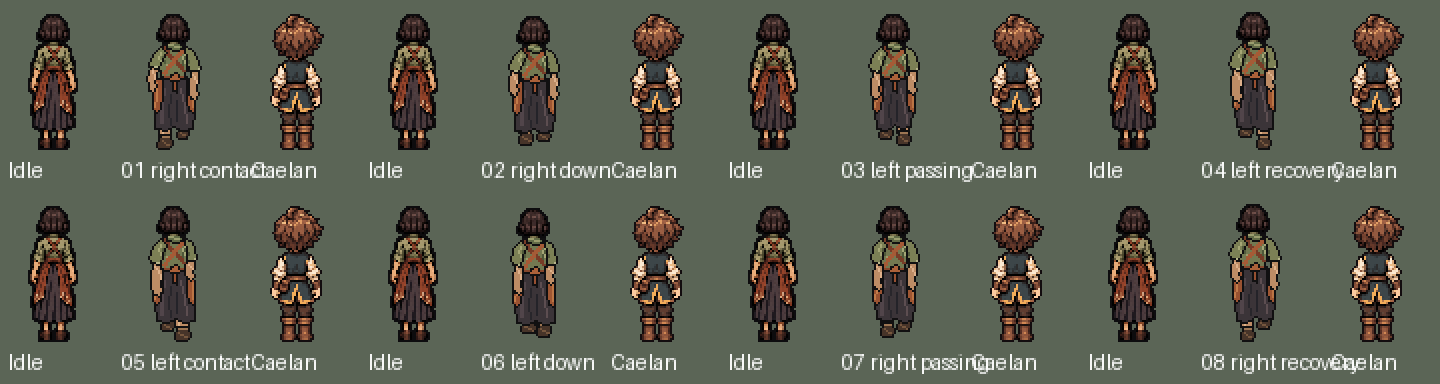 Idle 01 right contact Caelan Idle 02 right down Caelan Idle 03 left passing Caelan Idle 04 left recovery Caelan
Idle 05 left contact Caelan Idle 06 left down Caelan Idle 07 right passing Caelan Idle 08 right recovery Caelan